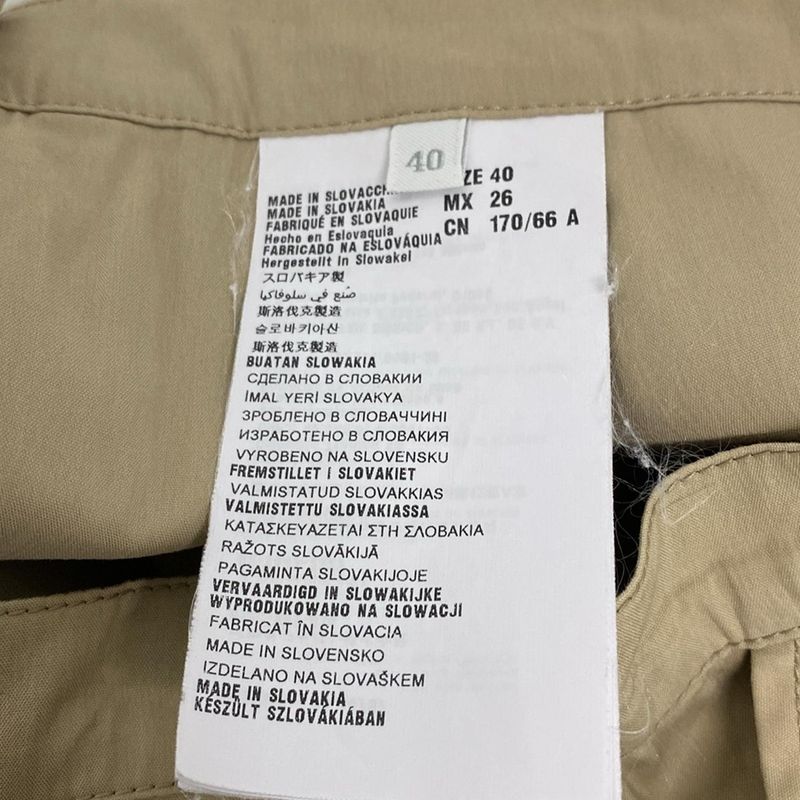 40
ZE 40
MX 26
CN 170/66 A
MADE IN SLOVACCH
MADE IN SLOVAKIA
FABRIQUÉ EN SLOVAQUIE
Hecho en Eslovaquia
FABRICADO NA ESLOVÁQUIA
Hergestellt in Slowakei
スロバキア製
صُنع في سلوفاكيا
斯洛伐克製造
슬로바키아산
斯洛伐克製造
BUATAN SLOWAKIA
СДЕЛАНО В СЛОВАКИИ
İMAL YERİ SLOVAKYA
ЗРОБЛЕНО В СЛОВАЧЧИНІ
ИЗРАБОТЕНО В СЛОВАКИЯ
VYROBENO NA SLOVENSKU
FREMSTILLET I SLOVAKIET
VALMISTATUD SLOVAKKIAS
VALMISTETTU SLOVAKIASSA
ΚΑΤΑΣΚΕΥΑΖΕΤΑΙ ΣΤΗ ΣΛΟΒΑΚΙΑ
RAŽOTS SLOVĀKIJĀ
PAGAMINTA SLOVAKIJOJE
VERVAARDIGD IN SLOWAKIJKE
WYPRODUKOWANO NA SLOWACJI
FABRICAT ÎN SLOVACIA
MADE IN SLOVENSKO
IZDELANO NA SLOVAŠKEM
MADE IN SLOVAKIA
KÉSZÜLT SZLOVÁKIÁBAN